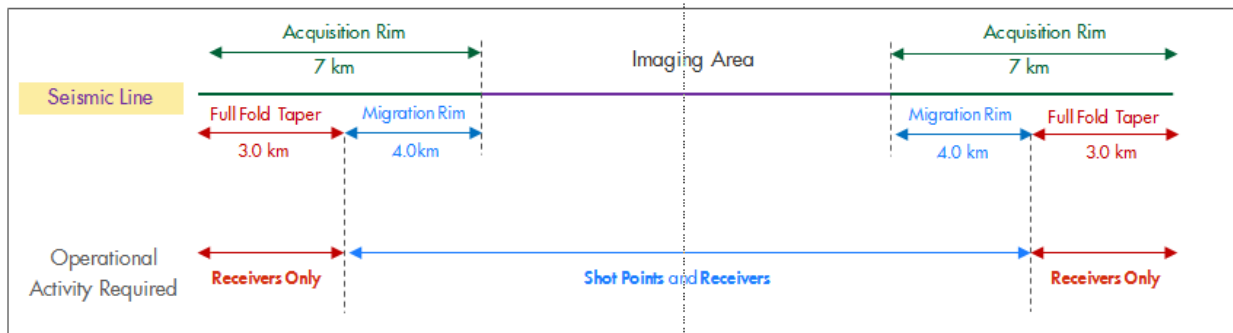 Acquisition Rim
7 km
Imaging Area
Acquisition Rim
7 km
Seismic Line
Full Fold Taper
3.0 km
Migration Rim
4.0km
Migration Rim
4.0 km
Full Fold Taper
3.0 km
Operational
Activity Required
Receivers Only
Shot Points and Receivers
Receivers Only